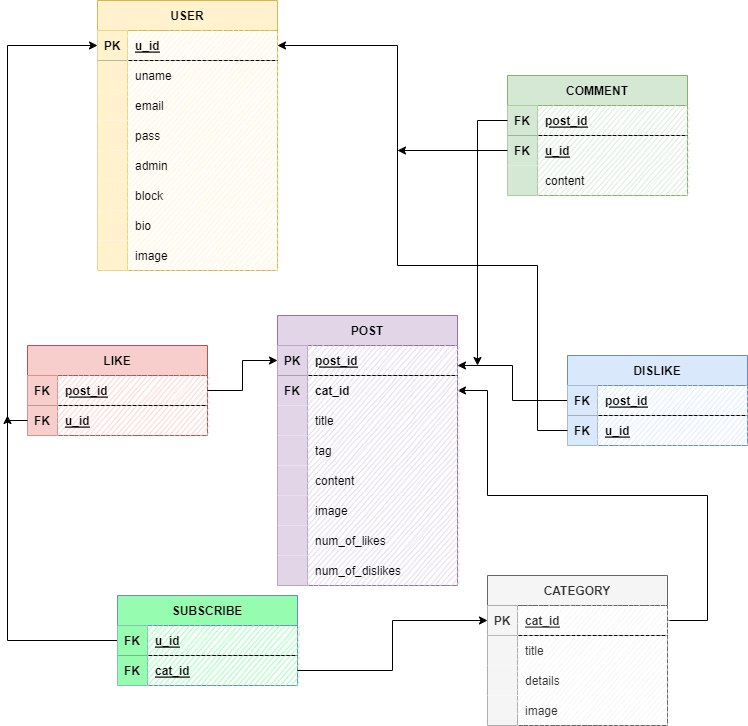 USER
PK u_id
uname
email
pass
admin
block
bio
image
COMMENT
FK post_id
FK u_id
content
LIKE
FK post_id
FK u_id
POST
PK post_id
FK cat_id
title
tag
content
image
num_of_likes
num_of_dislikes
DISLIKE
FK post_id
FK u_id
SUBSCRIBE
FK u_id
FK cat_id
CATEGORY
PK cat_id
title
details
image